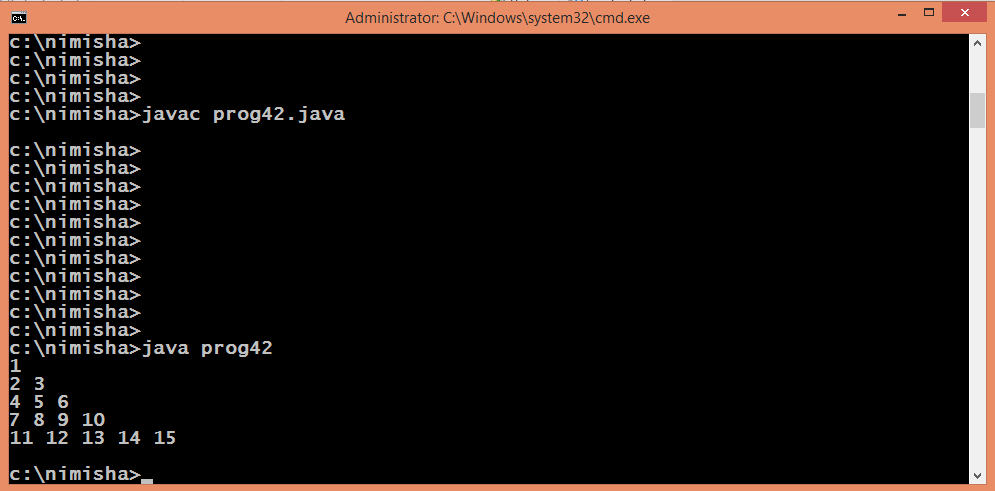 Administrator: C:\Windows\system32\cmd.exe
c:\nimisha>
c:\nimisha>
c:\nimisha>
c:\nimisha>
c:\nimisha>javac prog42.java
c:\nimisha>
c:\nimisha>
c:\nimisha>
c:\nimisha>
c:\nimisha>
c:\nimisha>
c:\nimisha>
c:\nimisha>
c:\nimisha>
c:\nimisha>
c:\nimisha>
c:\nimisha>java prog42
1
2 3
4 5 6
7 8 9 10
11 12 13 14 15
c:\nimisha>